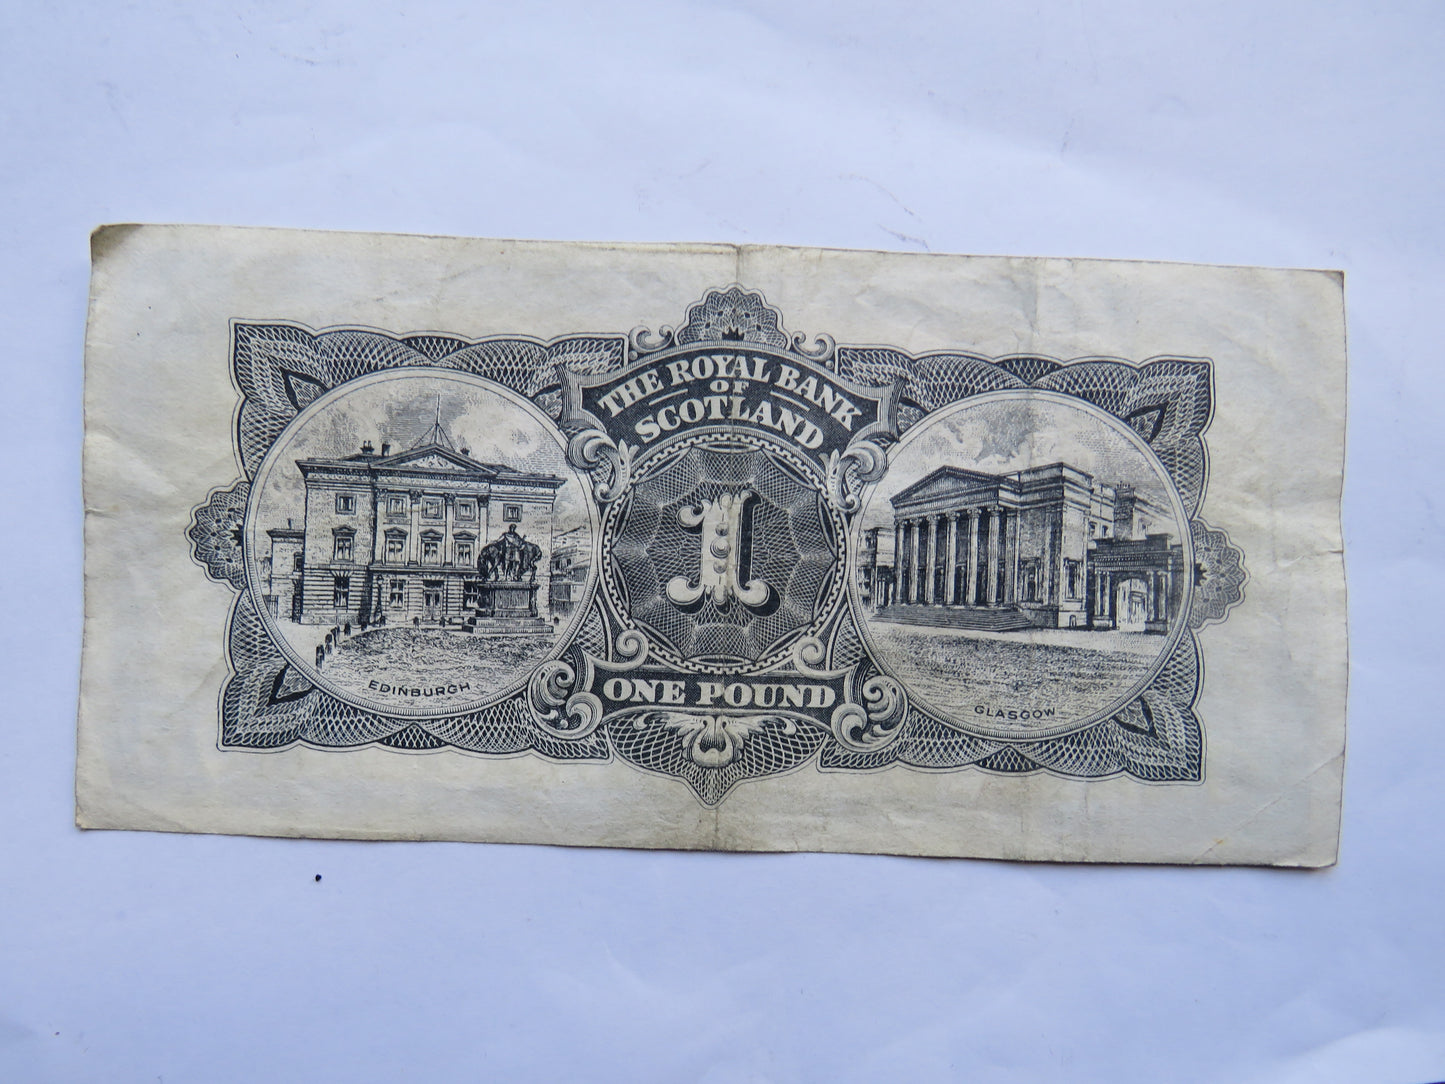 THE ROYAL BANK
OF
SCOTLAND
1
ONE POUND
EDINBURGH
GLASGOW